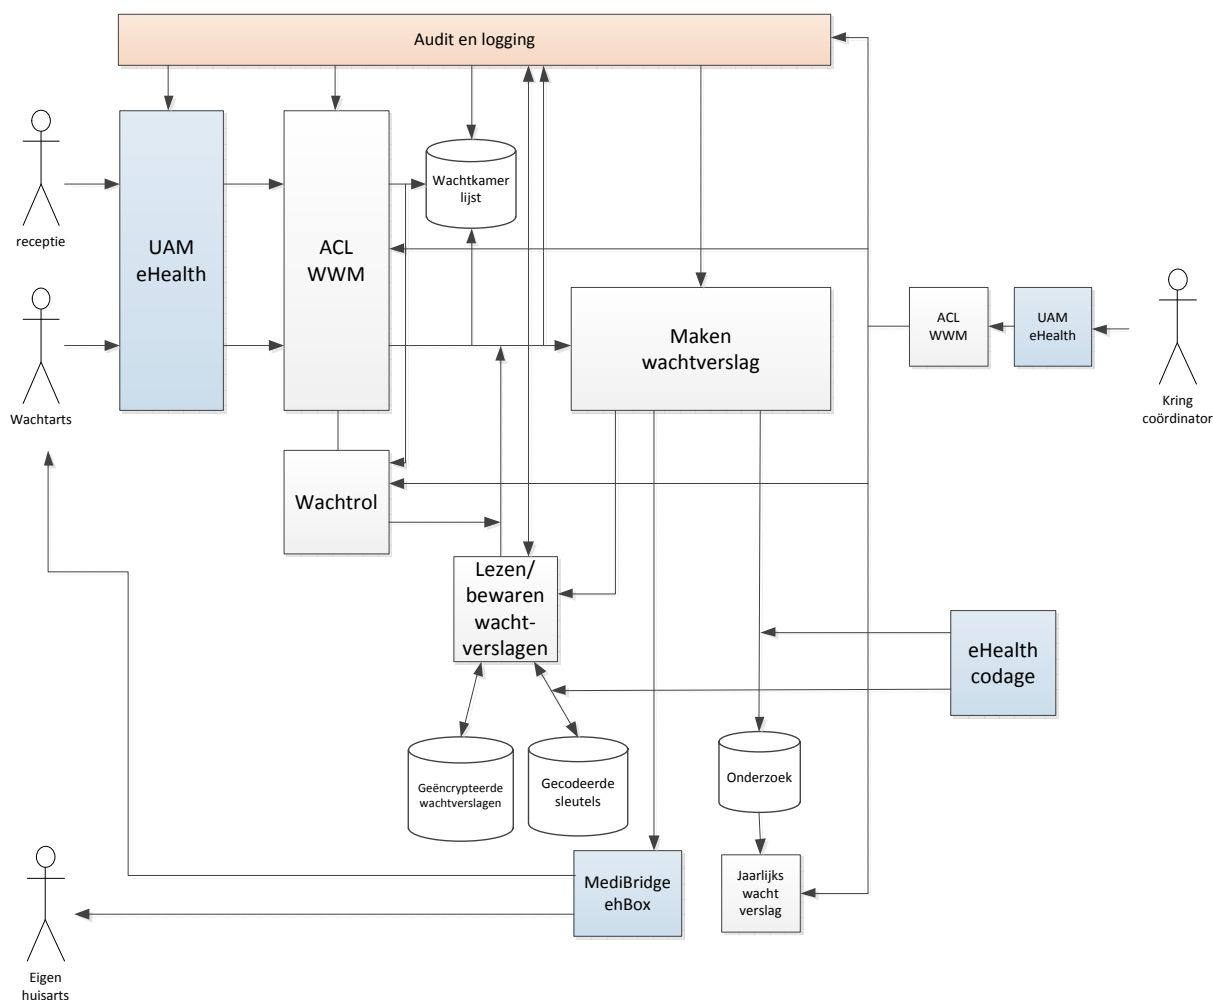 Audit en logging
receptie
UAM
eHealth
ACL
WWM
Wachtkamer
lijst
Wachtarts
Maken
wachtverslag
ACL
WWM
UAM
eHealth
Kring
coördinator
Wachtrol
Lezen/
bewaren
wacht-
verslagen
eHealth
codage
Geëncrypteerde
wachtverslagen
Gecodeerde
sleutels
Onderzoek
MediBridge
ehBox
Jaarlijks
wacht
verslag
Eigen
huisarts